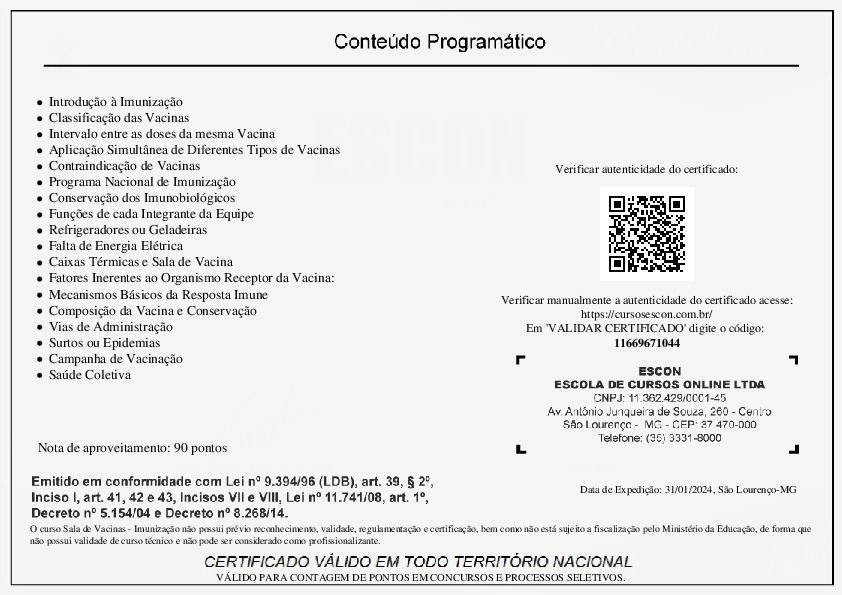 Conteúdo Programático
Introdução à Imunização
Classificação das Vacinas
Intervalo entre as doses da mesma Vacina
Aplicação Simultânea de Diferentes Tipos de Vacinas
Contraindicação de Vacinas
Programa Nacional de Imunização
Conservação dos Imunobiológicos
Funções de cada Integrante da Equipe
Refrigeradores ou Geladeiras
Falta de Energia Elétrica
Caixas Térmicas e Sala de Vacina
Fatores Inerentes ao Organismo Receptor da Vacina:
Mecanismos Básicos da Resposta Imune
Composição da Vacina e Conservação
Vias de Administração
Surtos ou Epidemias
Campanha de Vacinação
Saúde Coletiva
Nota de aproveitamento: 90 pontos
Verificar autenticidade do certificado:
Verificar manualmente a autenticidade do certificado acesse:
https://cursosescon.com.br/
Em 'VALIDAR CERTIFICADO' digite o código:
11669671044
ESCON
ESCOLA DE CURSOS ONLINE LTDA
CNPJ: 11.362.429/0001-45
Av. Antônio Junqueira de Souza, 260 - Centro
São Lourenço - MG - CEP: 37.470-000
Telefone: (35) 3331-8000
Emitido em conformidade com Lei nº 9.394/96 (LDB), art. 39, § 2º,
Inciso I, art. 41, 42 e 43, Incisos VII e VIII, Lei nº 11.741/08, art. 1º,
Decreto nº 5.154/04 e Decreto nº 8.268/14.
Data de Expedição: 31/01/2024, São Lourenço-MG
O curso Sala de Vacinas - Imunização não possui prévio reconhecimento, validade, regulamentação e certificação, bem como não está sujeito a fiscalização pelo Ministério da Educação, de forma que
não possui validade de curso técnico e não pode ser considerado como profissionalizante.
CERTIFICADO VÁLIDO EM TODO TERRITÓRIO NACIONAL
VÁLIDO PARA CONTAGEM DE PONTOS EM CONCURSOS E PROCESSOS SELETIVOS.